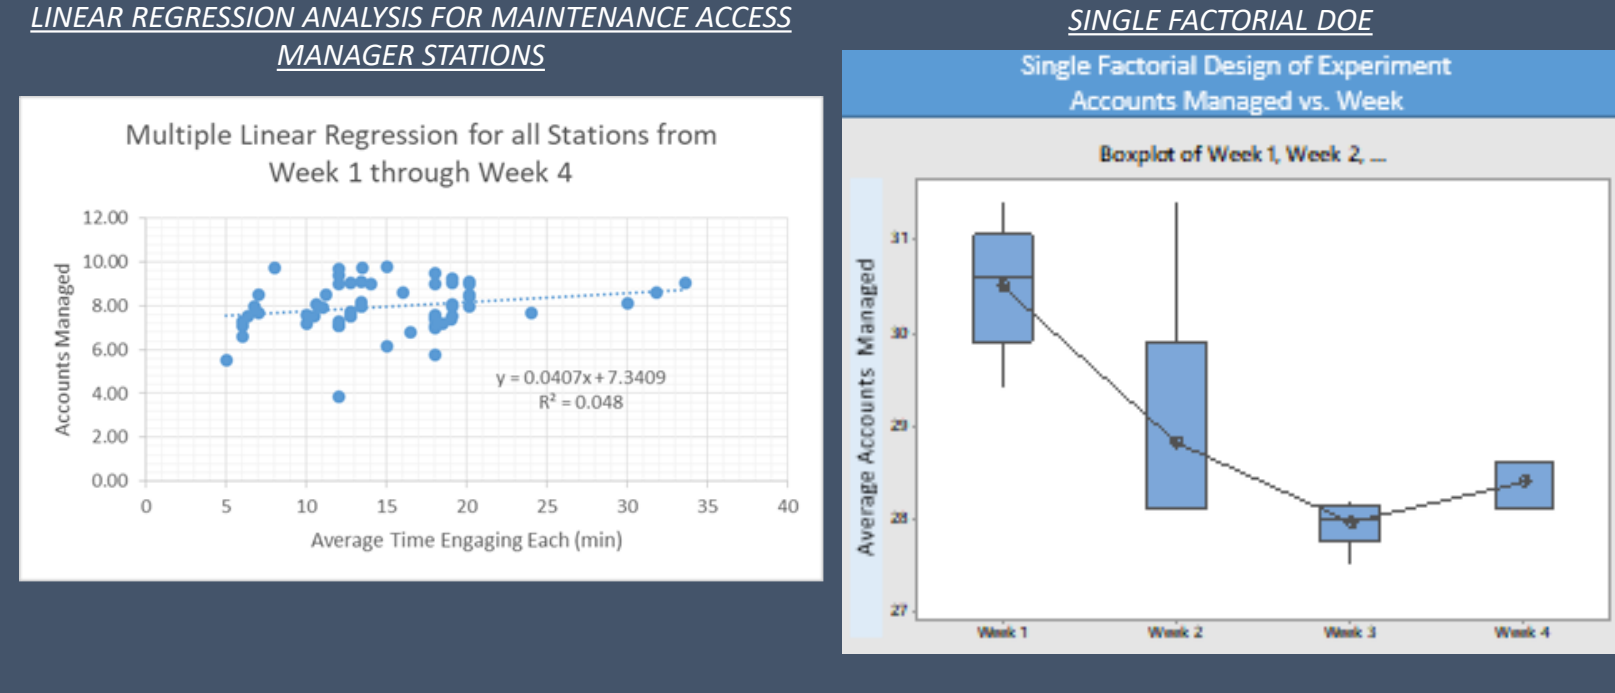 LINEAR REGRESSION ANALYSIS FOR MAINTENANCE ACCESS
MANAGER STATIONS
Multiple Linear Regression for all Stations from
Week 1 through Week 4
Accounts Managed
12.00
10.00
8.00
6.00
4.00
2.00
0.00
y = 0.0407x + 7.3409
R² = 0.048
0 5 10 15 20 25 30 35 40
Average Time Engaging Each (min)
SINGLE FACTORIAL DOE
Single Factorial Design of Experiment
Accounts Managed vs. Week
Boxplot of Week 1, Week 2, ...
Average Accounts Managed
31
30
29
28
27
Week 1 Week 2 Week 3 Week 4